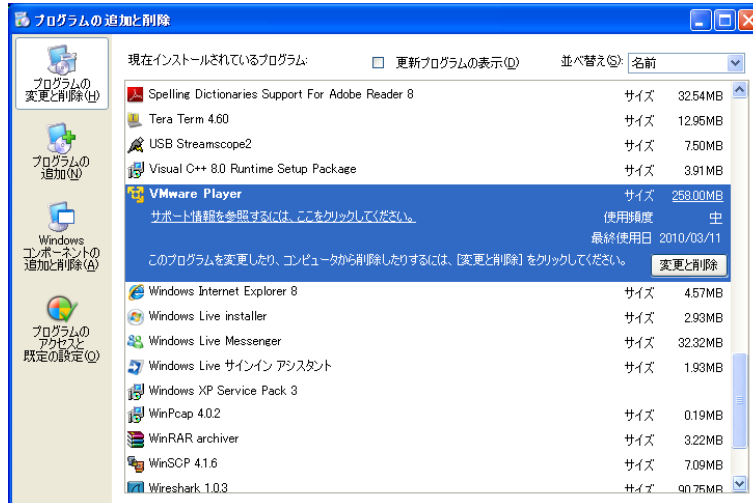 プログラムの追加と削除
プログラムの
変更と削除(H)
プログラムの
追加(N)
Windows
コンポーネントの
追加と削除(A)
プログラムの
アクセスと
既定の設定(O)
現在インストールされているプログラム:
更新プログラムの表示(D)
並べ替え(S): 名前
Spelling Dictionaries Support For Adobe Reader 8 サイズ 32.54MB
Tera Term 4.60 サイズ 12.95MB
USB Streamscope2 サイズ 7.50MB
Visual C++ 8.0 Runtime Setup Package サイズ 3.91MB
VMware Player サイズ 258.00MB
サポート情報を参照するには、ここをクリックしてください。 使用頻度 中
最終使用日 2010/03/11
このプログラムを変更したり、コンピュータから削除したりするには、[変更と削除] をクリックしてください。 変更と削除
Windows Internet Explorer 8 サイズ 4.57MB
Windows Live installer サイズ 2.93MB
Windows Live Messenger サイズ 32.32MB
Windows Live サインイン アシスタント サイズ 1.93MB
Windows XP Service Pack 3
WinPcap 4.0.2 サイズ 0.19MB
WinRAR archiver サイズ 3.22MB
WinSCP 4.1.6 サイズ 7.09MB
Wireshark 1.0.3 サイズ 90.75MB